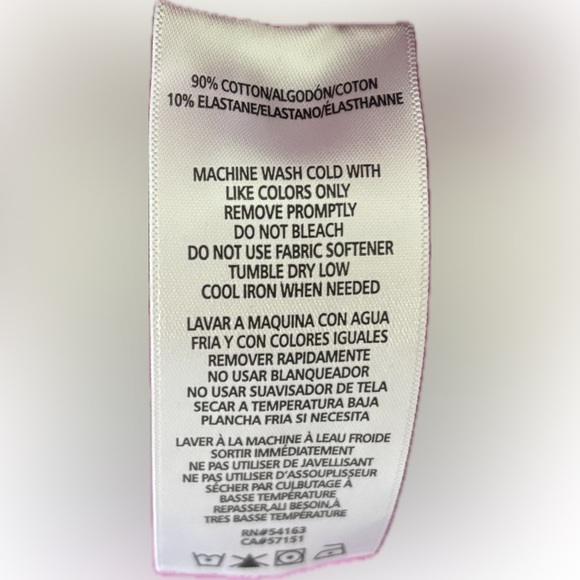 90% COTTON/ALGODÓN/COTON
10% ELASTANE/ELASTANO/ÉLASTHANNE
MACHINE WASH COLD WITH
LIKE COLORS ONLY
REMOVE PROMPTLY
DO NOT BLEACH
DO NOT USE FABRIC SOFTENER
TUMBLE DRY LOW
COOL IRON WHEN NEEDED
LAVAR A MAQUINA CON AGUA
FRIA Y CON COLORES IGUALES
REMOVER RAPIDAMENTE
NO USAR BLANQUEADOR
NO USAR SUAVISADOR DE TELA
SECAR A TEMPERATURA BAJA
PLANCHA FRIA SI NECESITA
LAVER À LA MACHINE À LEAU FROIDE
SORTIR IMMÉDIATEMENT
NE PAS UTILISER DE JAVELLISANT
NE PAS UTILISER D'ASSOUPLISSEUR
SÉCHER PAR CULBUTAGE À
BASSE TEMPÉRATURE
REPASSER,ALI BESOIN,À
TRES BASSE TEMPÉRATURE
RN#54163
CA#57151